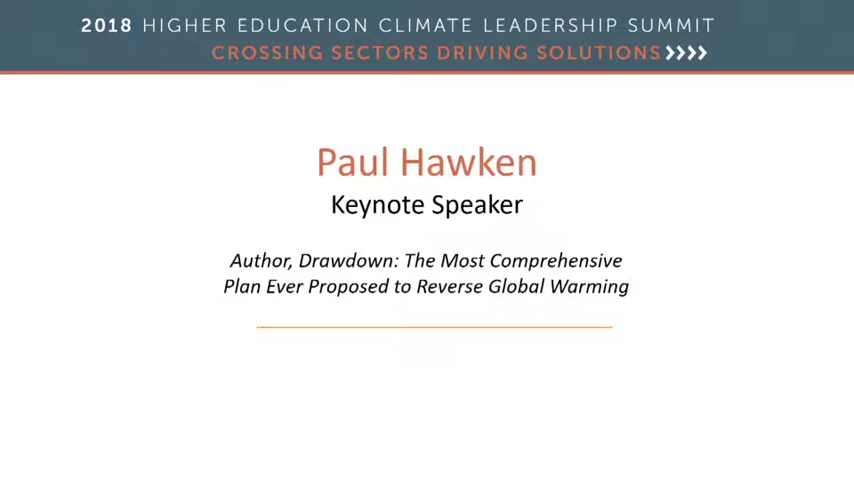 2018 HIGHER EDUCATION CLIMATE LEADERSHIP SUMMIT
CROSSING SECTORS DRIVING SOLUTIONS
Paul Hawken
Keynote Speaker
Author, Drawdown: The Most Comprehensive
Plan Ever Proposed to Reverse Global Warming